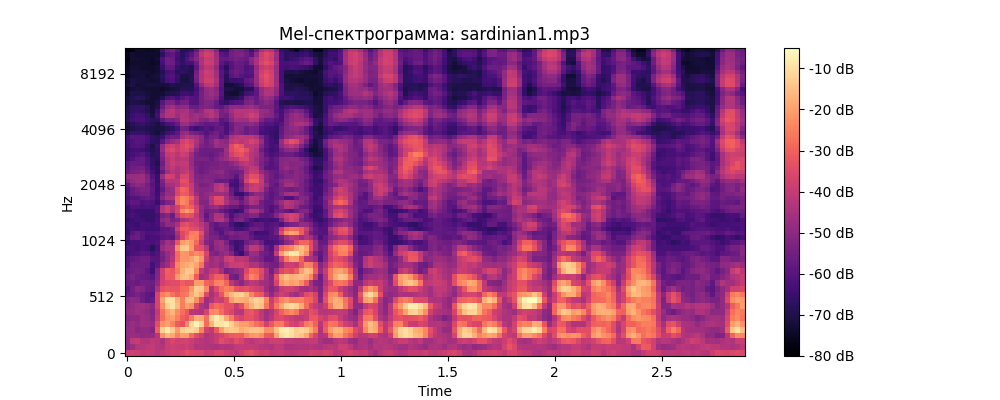 Mel-спектрограмма: sardinian1.mp3
8192
4096
2048
1024
512
0
Hz
0
0.5
1
1.5
2
2.5
Time
-10 dB
-20 dB
-30 dB
-40 dB
-50 dB
-60 dB
-70 dB
-80 dB